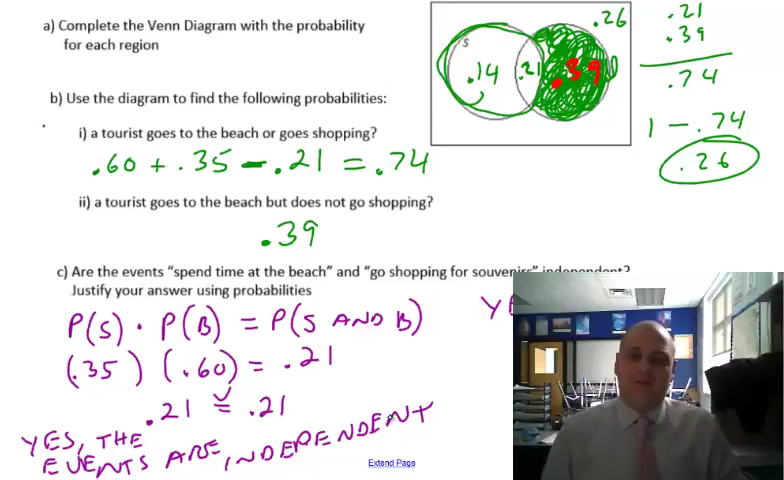 a) Complete the Venn Diagram with the probability
for each region
S
.14
.21
.39
.26
.21
.39
.74
1 - .74
.26
b) Use the diagram to find the following probabilities:
i) a tourist goes to the beach or goes shopping?
.60 + .35 - .21 = .74
ii) a tourist goes to the beach but does not go shopping?
.39
c) Are the events “spend time at the beach” and “go shopping for souvenirs” independent?
Justify your answer using probabilities
P(S) · P(B) = P(S AND B)
(.35) (.60) = .21
.21 = .21
YES, THE
EVENTS ARE INDEPENDENT
Extend Page